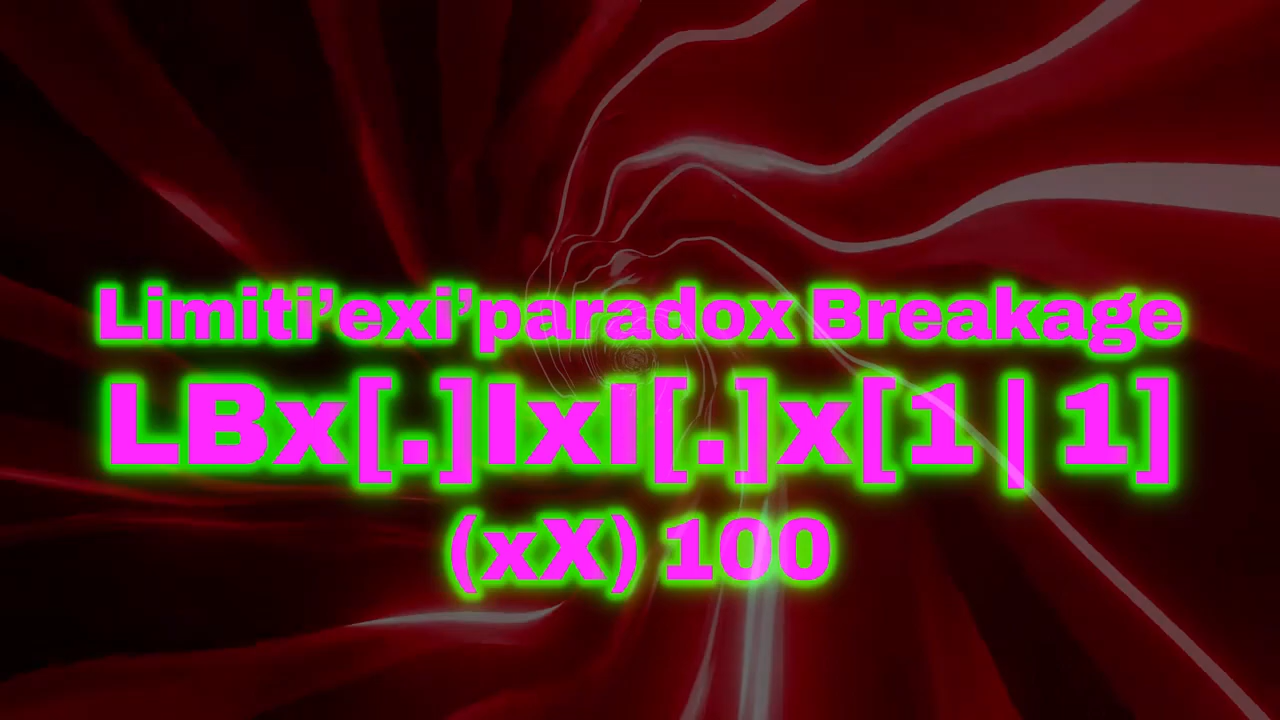 Limiti’exi’paradox Breakage
LBx[.]IxI[.]x[1 | 1]
(xX) 100